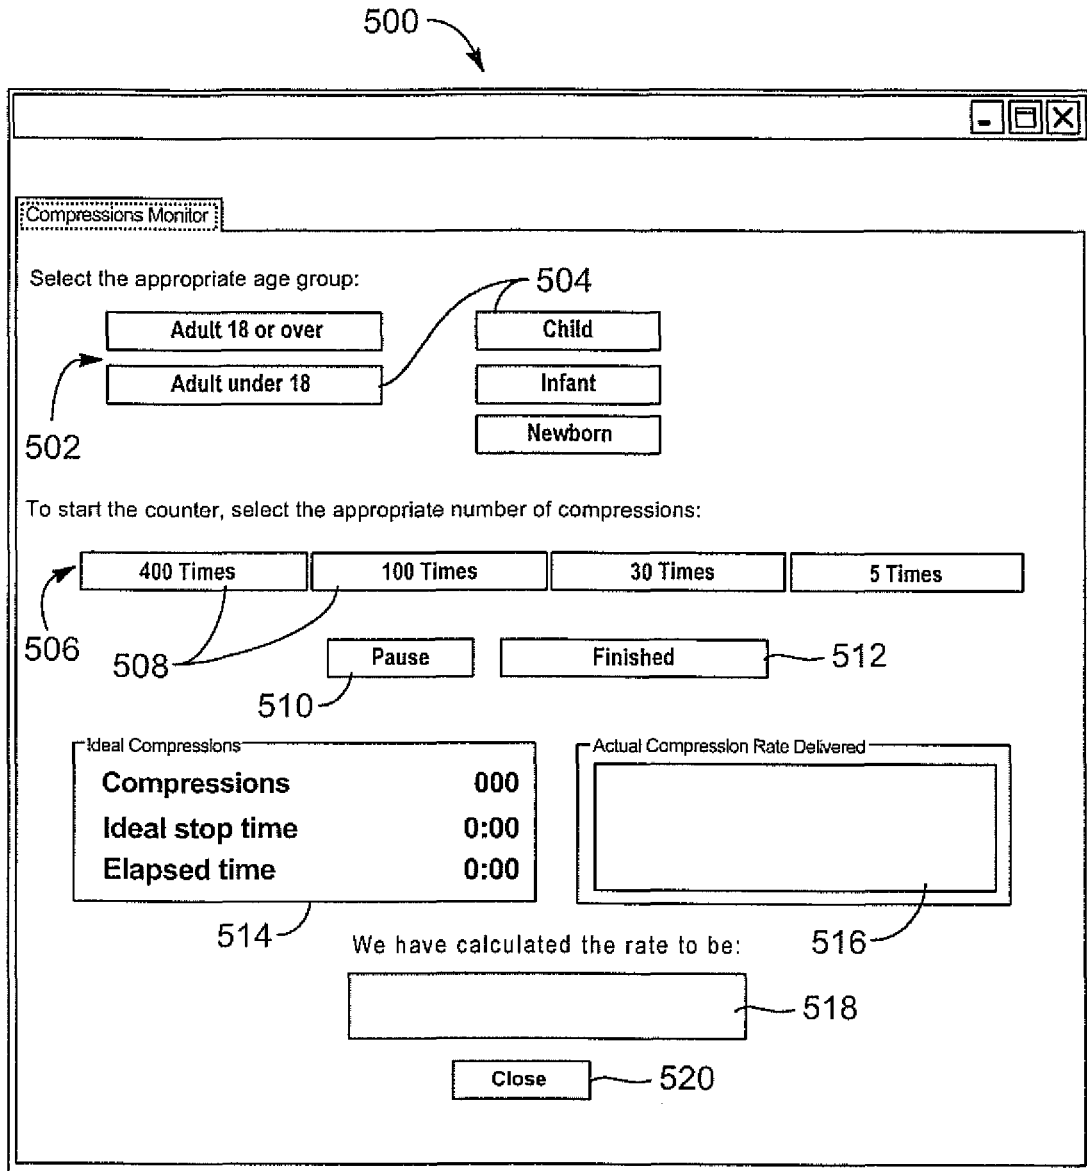 500
Compressions Monitor
Select the appropriate age group:
504
Adult 18 or over
Child
Adult under 18
Infant
502
Newborn
To start the counter, select the appropriate number of compressions:
400 Times
100 Times
30 Times
5 Times
506
508
Pause
Finished
512
510
Ideal Compressions
Compressions 000
Ideal stop time 0:00
Elapsed time 0:00
514
Actual Compression Rate Delivered
516
We have calculated the rate to be:
518
Close
520